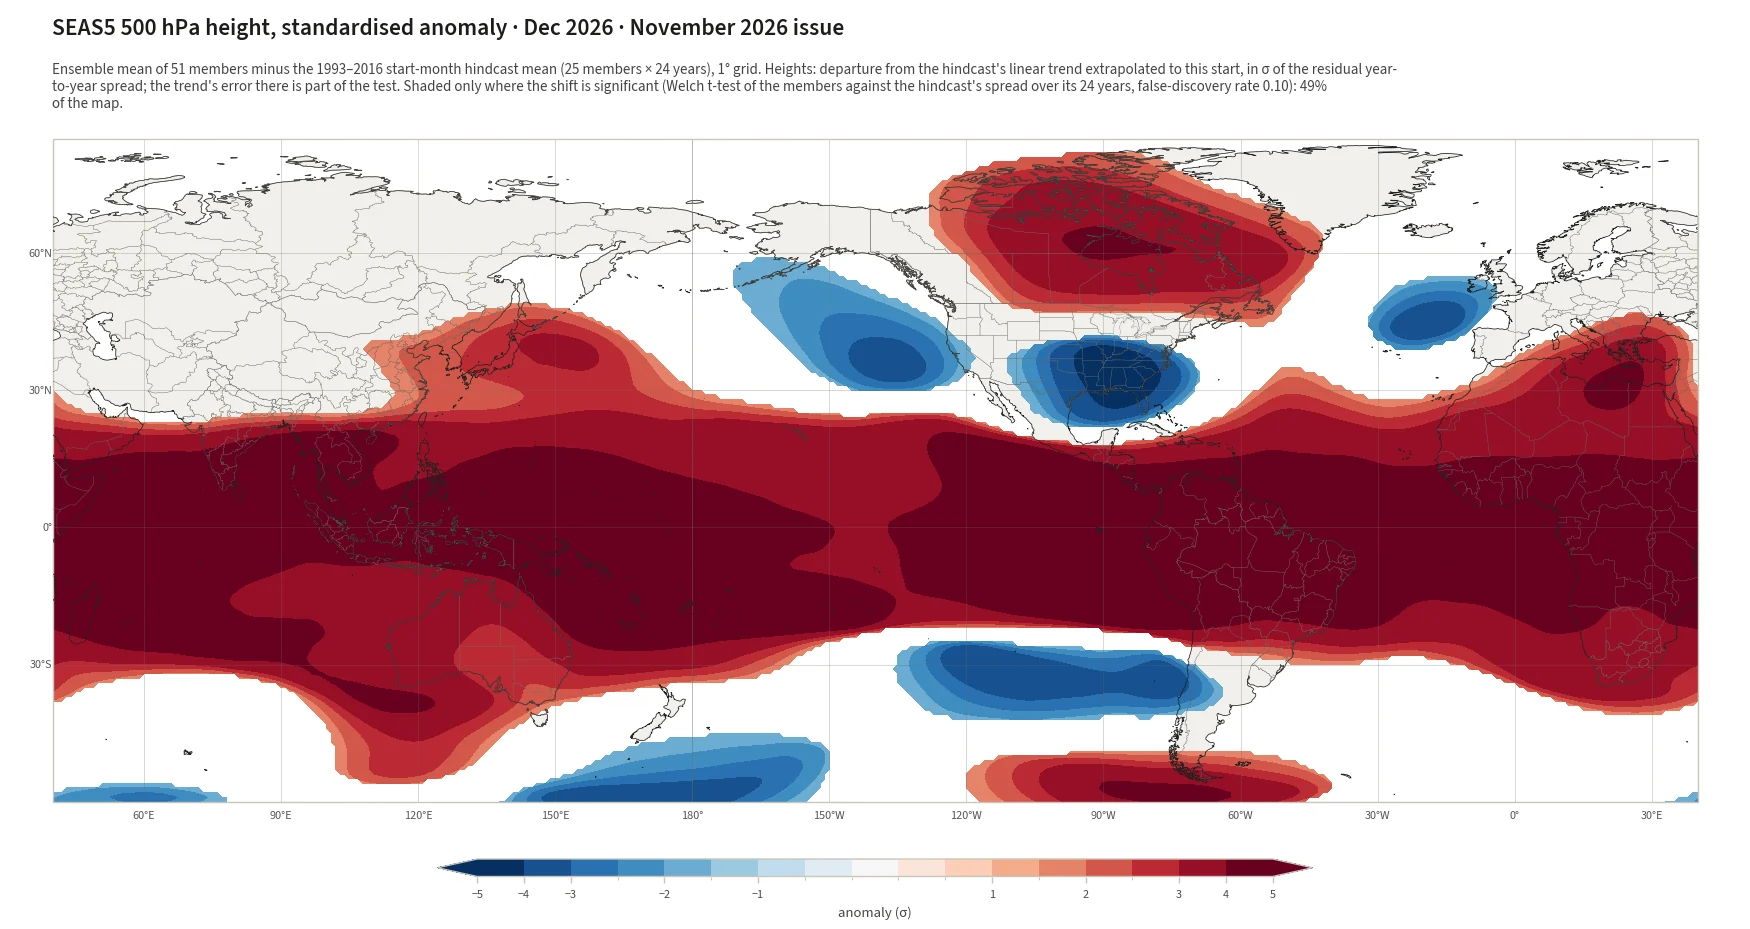 SEAS5 500 hPa height, standardised anomaly · Dec 2026 · November 2026 issue
Ensemble mean of 51 members minus the 1993–2016 start-month hindcast mean (25 members × 24 years), 1° grid. Heights: departure from the hindcast's linear trend extrapolated to this start, in σ of the residual year-
to-year spread; the trend's error there is part of the test. Shaded only where the shift is significant (Welch t-test of the members against the hindcast's spread over its 24 years, false-discovery rate 0.10): 49%
of the map.
60°N
30°N
0°
30°S
60°E 90°E 120°E 150°E 180° 150°W 120°W 90°W 60°W 30°W 0° 30°E
−5 −4 −3 −2 −1 1 2 3 4 5
anomaly (σ)